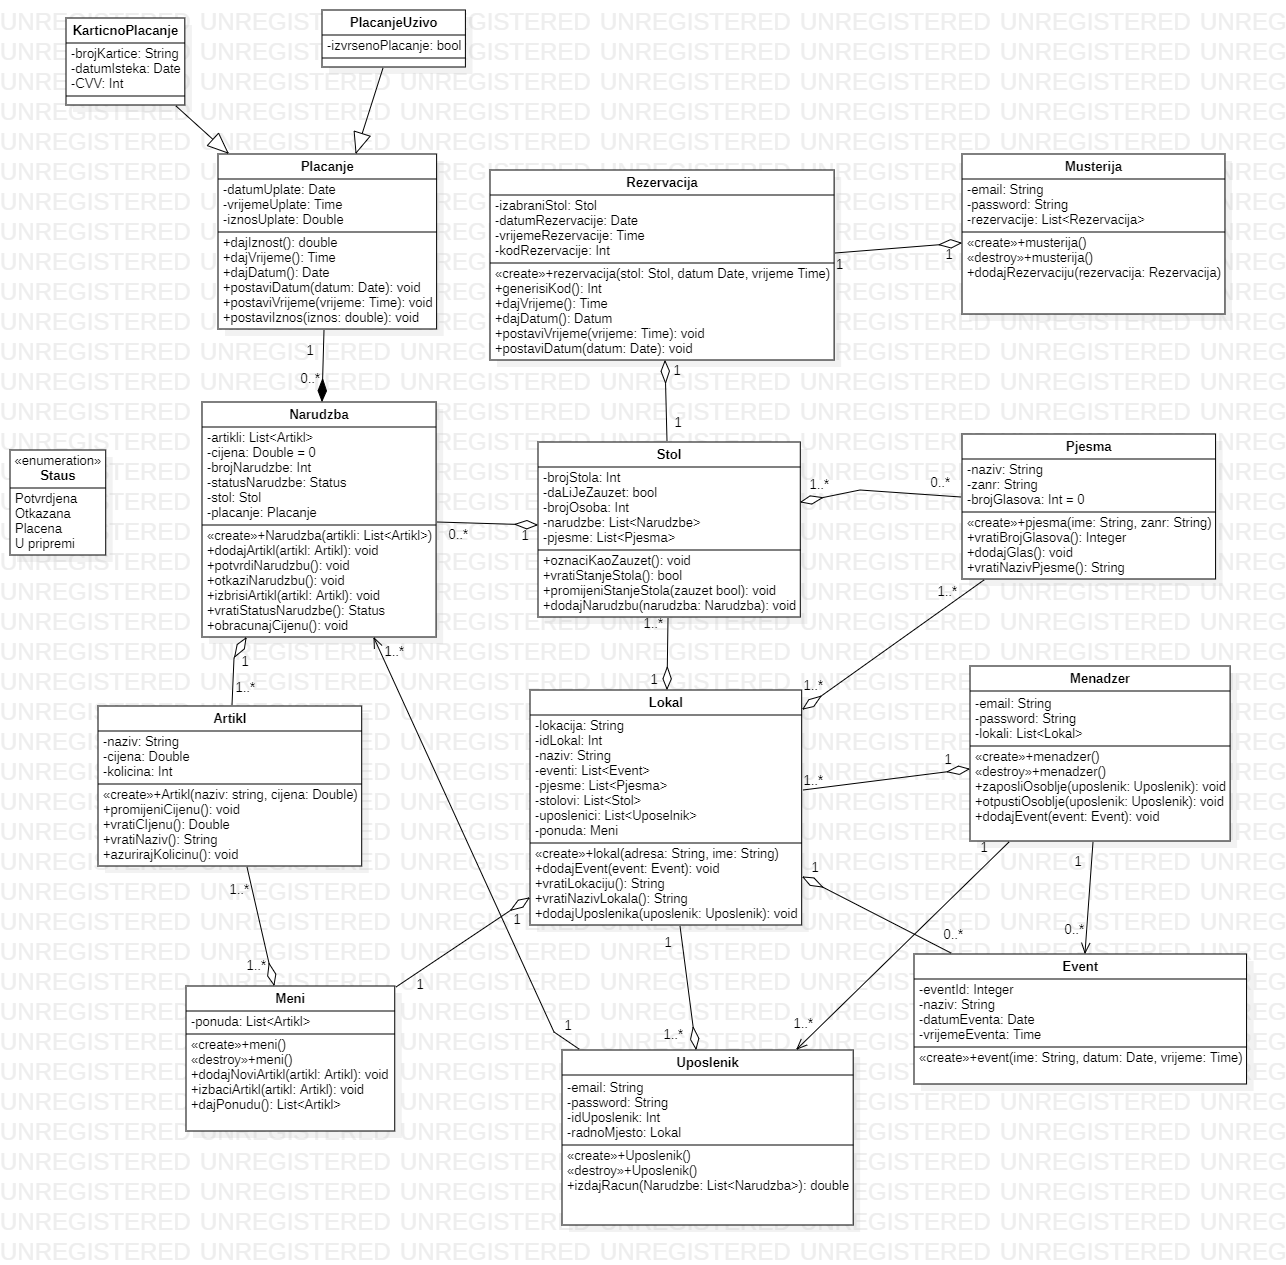 KarticnoPlacanje
-brojKartice: String
-datumIsteka: Date
-CVV: Int
PlacanjeUzivo
-izvrsenoPlacanje: bool
Placanje
-datumUplate: Date
-vrijemeUplate: Time
-iznosUplate: Double
+dajIznost(): double
+dajVrijeme(): Time
+dajDatum(): Date
+postaviDatum(datum: Date): void
+postaviVrijeme(vrijeme: Time): void
+postaviIznos(iznos: double): void
1
0..*
Rezervacija
-izabraniStol: Stol
-datumRezervacije: Date
-vrijemeRezervacije: Time
-kodRezervacije: Int
«create»+rezervacija(stol: Stol, datum Date, vrijeme Time)
+generisiKod(): Int
+dajVrijeme(): Time
+dajDatum(): Datum
+postaviVrijeme(vrijeme: Time): void
+postaviDatum(datum: Date): void
1
1
Musterija
-email: String
-password: String
-rezervacije: List<Rezervacija>
«create»+musterija()
«destroy»+musterija()
+dodajRezervaciju(rezervacija: Rezervacija)
1
1
«enumeration»
Staus
Potvrdjena
Otkazana
Placena
U pripremi
Narudzba
-artikli: List<Artikl>
-cijena: Double = 0
-brojNarudzbe: Int
-statusNarudzbe: Status
-stol: Stol
-placanje: Placanje
«create»+Narudzba(artikli: List<Artikl>)
+dodajArtikl(artikl: Artikl): void
+potvrdiNarudzbu(): void
+otkaziNarudzbu(): void
+izbrisiArtikl(artikl: Artikl): void
+vratiStatusNarudzbe(): Status
+obracunajCijenu(): void
0..*
1
Stol
-brojStola: Int
-daLiJeZauzet: bool
-brojOsoba: Int
-narudzbe: List<Narudzbe>
-pjesme: List<Pjesma>
+oznaciKaoZauzet(): void
+vratiStanjeStola(): bool
+promijeniStanjeStola(zauzet bool): void
+dodajNarudzbu(narudzba: Narudzba): void
1..*
0..*
Pjesma
-naziv: String
-zanr: String
-brojGlasova: Int = 0
«create»+pjesma(ime: String, zanr: String)
+vratiBrojGlasova(): Integer
+dodajGlas(): void
+vratiNazivPjesme(): String
1..*
1..*
1..*
1
1
1..*
1..*
Artikl
-naziv: String
-cijena: Double
-kolicina: Int
«create»+Artikl(naziv: string, cijena: Double)
+promijeniCijenu(): void
+vratiCIjenu(): Double
+vratiNaziv(): String
+azurirajKolicinu(): void
Lokal
-lokacija: String
-idLokal: Int
-naziv: String
-eventi: List<Event>
-pjesme: List<Pjesma>
-stolovi: List<Stol>
-uposlenici: List<Uposelnik>
-ponuda: Meni
«create»+lokal(adresa: String, ime: String)
+dodajEvent(event: Event): void
+vratiLokaciju(): String
+vratiNazivLokala(): String
+dodajUposlenika(uposlenik: Uposlenik): void
1..*
1
Menadzer
-email: String
-password: String
-lokali: List<Lokal>
«create»+menadzer()
«destroy»+menadzer()
+zaposliOsoblje(uposlenik: Uposlenik): void
+otpustiOsoblje(uposlenik: Uposlenik): void
+dodajEvent(event: Event): void
1
1
1
0..*
0..*
1..*
1..*
1..*
1
1
1
1..*
1
Meni
-ponuda: List<Artikl>
«create»+meni()
«destroy»+meni()
+dodajNoviArtikl(artikl: Artikl): void
+izbaciArtikl(artikl: Artikl): void
+dajPonudu(): List<Artikl>
Uposlenik
-email: String
-password: String
-idUposlenik: Int
-radnoMjesto: Lokal
«create»+Uposlenik()
«destroy»+Uposlenik()
+izdajRacun(Narudzbe: List<Narudzba>): double
Event
-eventId: Integer
-naziv: String
-datumEventa: Date
-vrijemeEventa: Time
«create»+event(ime: String, datum: Date, vrijeme: Time)
UNREGISTERED